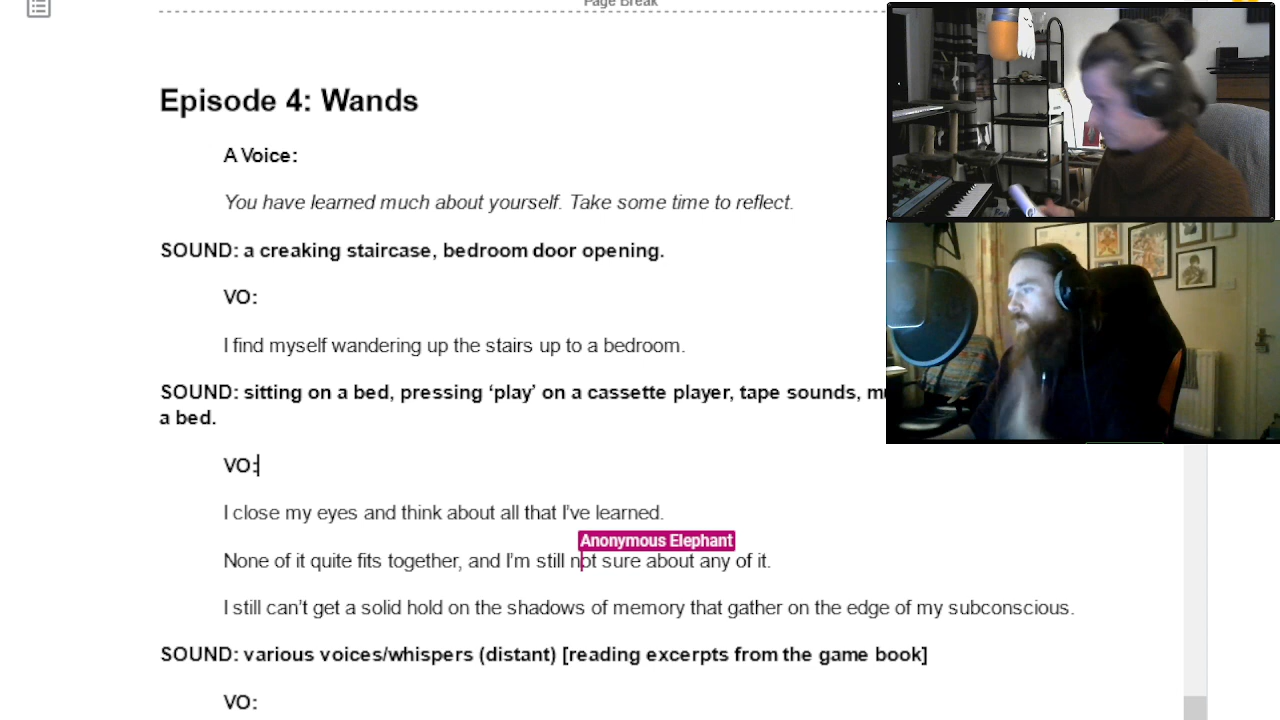 Page Break
Episode 4: Wands
A Voice:
You have learned much about yourself. Take some time to reflect.
SOUND: a creaking staircase, bedroom door opening.
VO:
I find myself wandering up the stairs up to a bedroom.
SOUND: sitting on a bed, pressing ‘play’ on a cassette player, tape sounds,
a bed.
VO:
I close my eyes and think about all that I’ve learned.
Anonymous Elephant
None of it quite fits together, and I’m still not sure about any of it.
I still can’t get a solid hold on the shadows of memory that gather on the edge of my subconscious.
SOUND: various voices/whispers (distant) [reading excerpts from the game book]
VO: